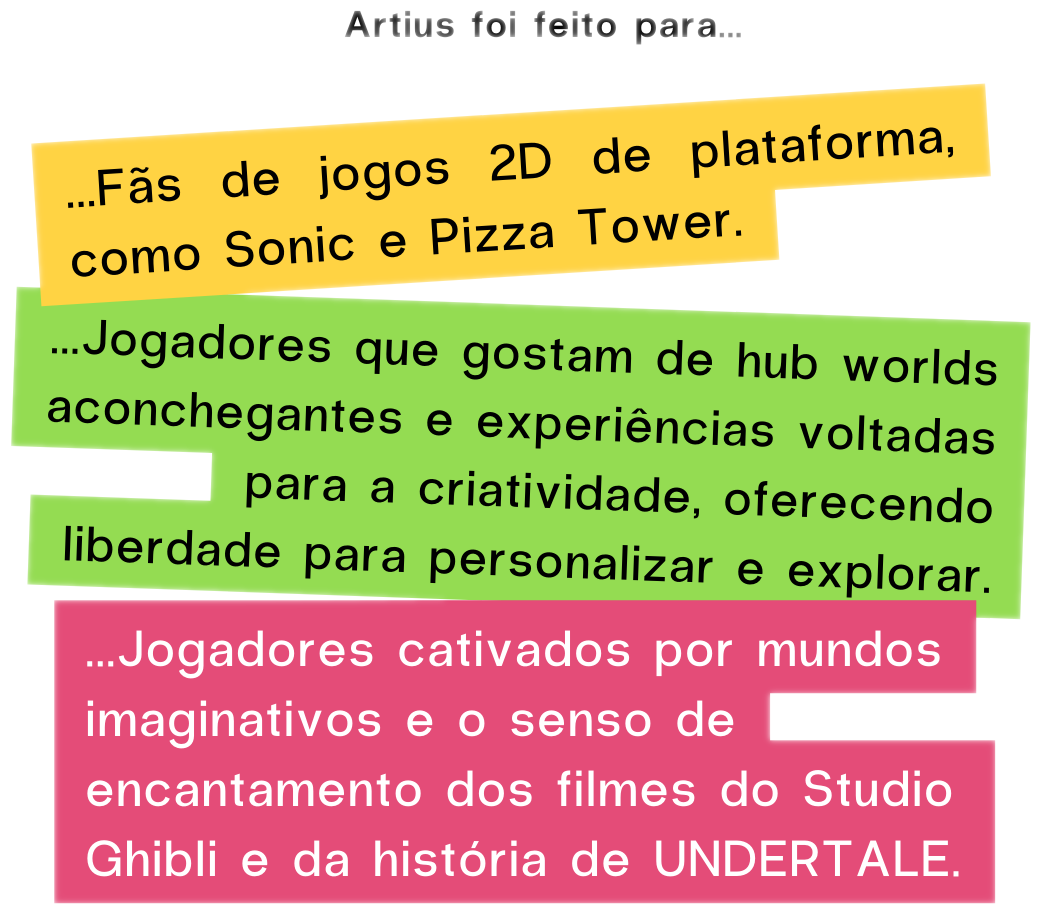 Artius foi feito para...
...Fãs de jogos 2D de plataforma,
como Sonic e Pizza Tower.
...Jogadores que gostam de hub worlds
aconchegantes e experiências voltadas
para a criatividade, oferecendo
liberdade para personalizar e explorar.
...Jogadores cativados por mundos
imaginativos e o senso de
encantamento dos filmes do Studio
Ghibli e da história de UNDERTALE.